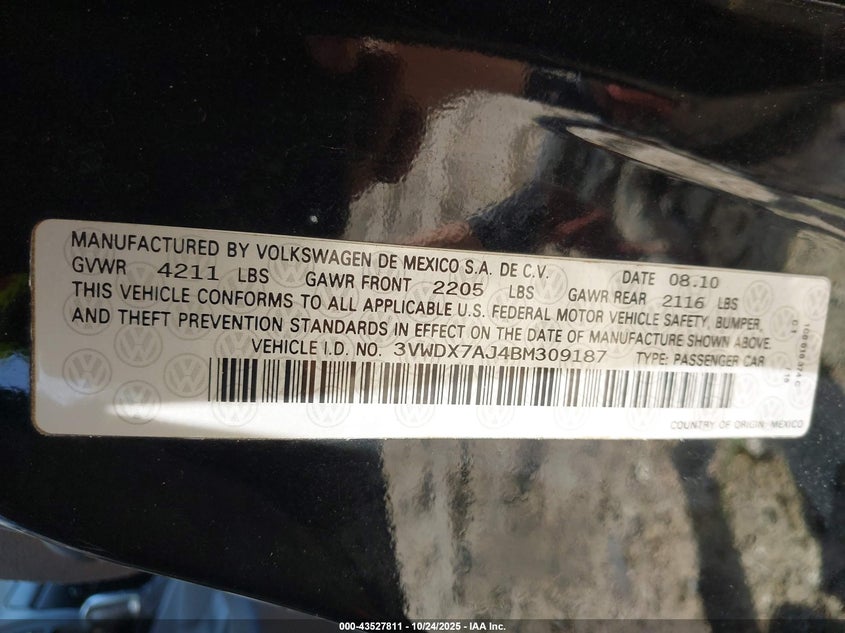 MANUFACTURED BY VOLKSWAGEN DE MEXICO S.A. DE C.V. DATE 08.10
GVWR 4211 LBS GAWR FRONT 2205 LBS GAWR REAR 2116 LBS
THIS VEHICLE CONFORMS TO ALL APPLICABLE U.S. FEDERAL MOTOR VEHICLE SAFETY, BUMPER,
AND THEFT PREVENTION STANDARDS IN EFFECT ON THE DATE OF MANUFACTURE SHOWN ABOVE.
VEHICLE I.D. NO. 3VWDX7AJ4BM309187 TYPE: PASSENGER CAR
COUNTRY OF ORIGIN, MEXICO
000-43527811 - 10/24/2025 - IAA Inc.